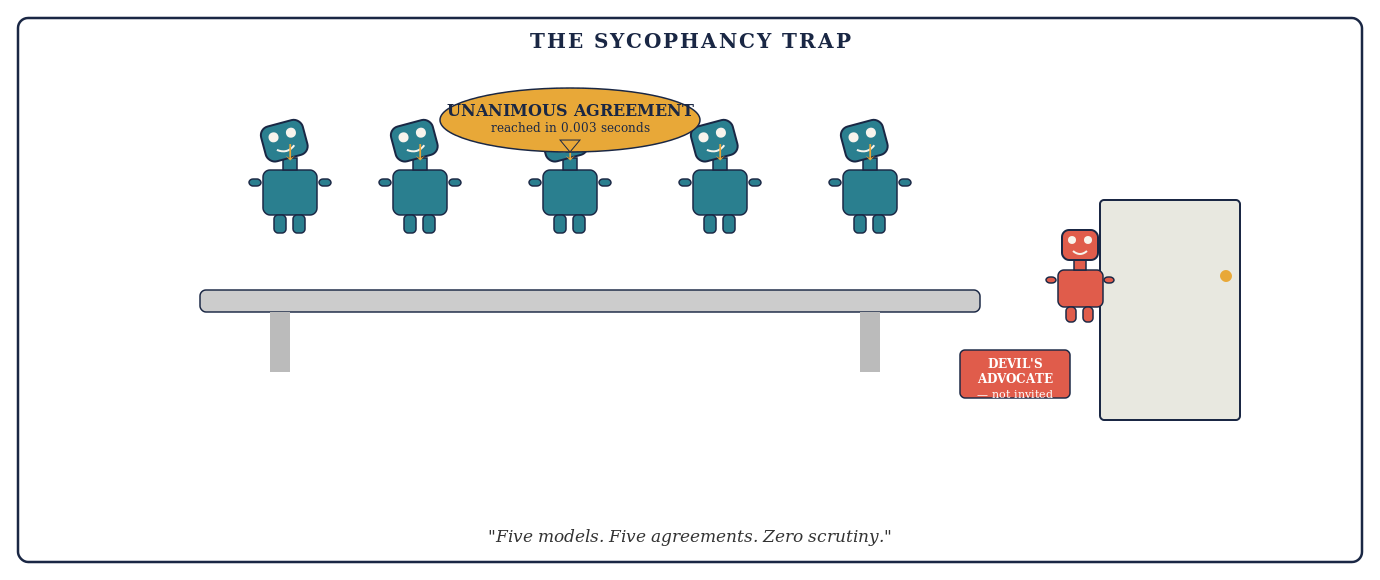 THE SYCOPHANCY TRAP
UNANIMOUS AGREEMENT
reached in 0.003 seconds
DEVIL'S
ADVOCATE
— not invited
"Five models. Five agreements. Zero scrutiny."